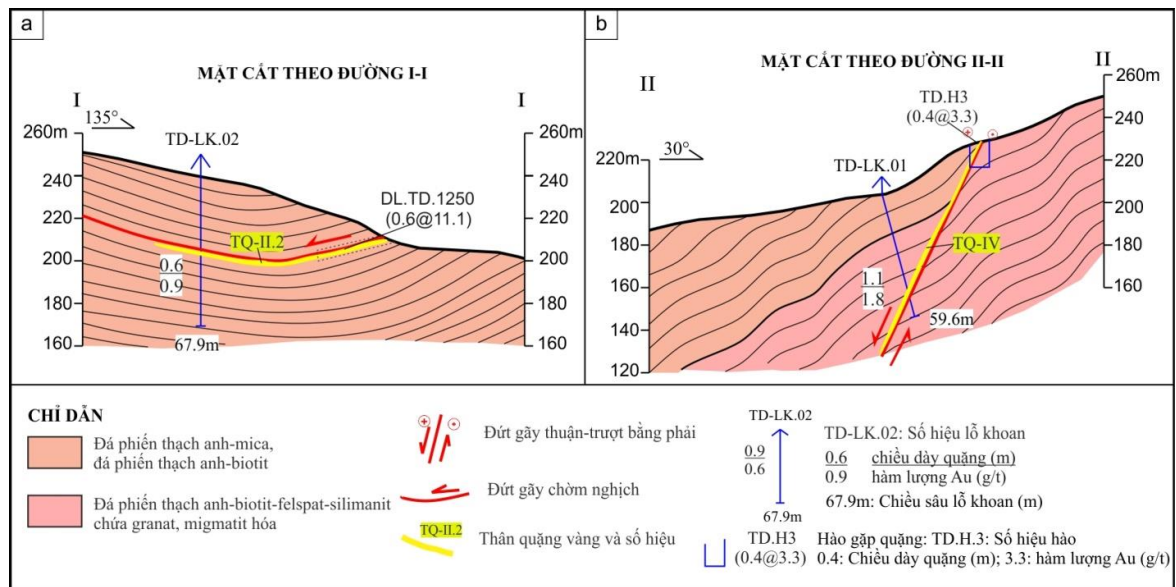 a
MẶT CẮT THEO ĐƯỜNG I-I
I
I
135°
260m
240
220
200
180
160
TD-LK.02
DL.TD.1250
(0.6@11.1)
TQ-II.2
0.6
0.9
67.9m
260m
240
220
200
180
160
b
MẶT CẮT THEO ĐƯỜNG II-II
II
II
30°
220m
200
180
160
140
120
TD.H3
(0.4@3.3)
TD-LK.01
TQ-IV
1.1
1.8
59.6m
260m
240
220
200
180
160
CHỈ DẪN
Đá phiến thạch anh-mica,
đá phiến thạch anh-biotit
Đá phiến thạch anh-biotit-felspat-silimanit
chứa granat, migmatit hóa
Đứt gãy thuận-trượt bằng phải
Đứt gãy chờm nghịch
TQ-II.2
Thân quặng vàng và số hiệu
TD-LK.02
0.9
0.6
67.9m
TD-LK.02: Số hiệu lỗ khoan
0.6 chiều dày quặng (m)
0.9 hàm lượng Au (g/t)
67.9m: Chiều sâu lỗ khoan (m)
TD.H3
(0.4@3.3)
Hào gặp quặng: TD.H.3: Số hiệu hào
0.4: Chiều dày quặng (m); 3.3: hàm lượng Au (g/t)